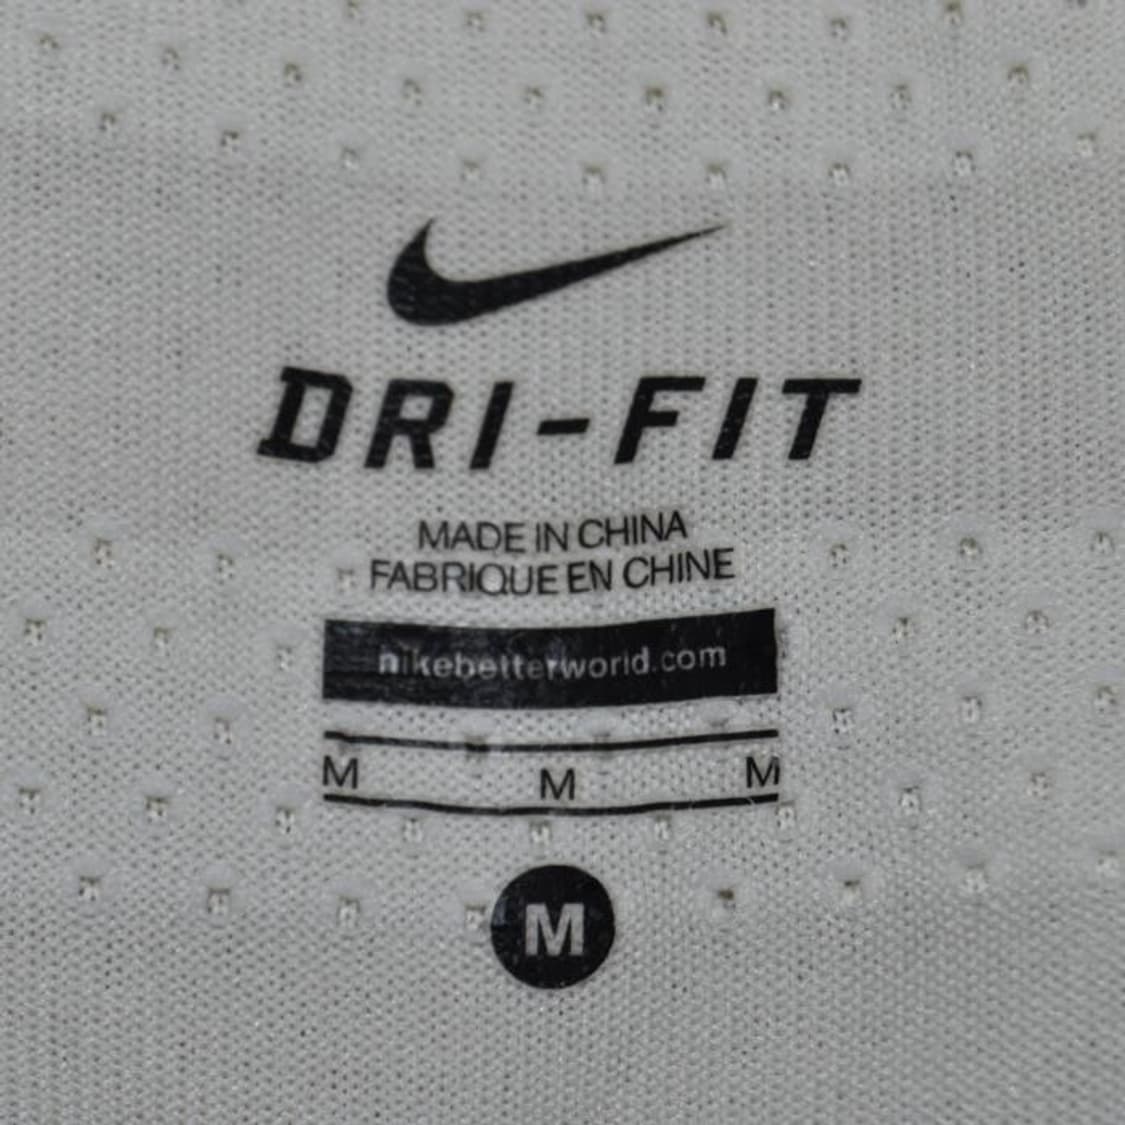 DRI-FIT
MADE IN CHINA
FABRIQUE EN CHINE
nikebetterworld.com
M M M
M